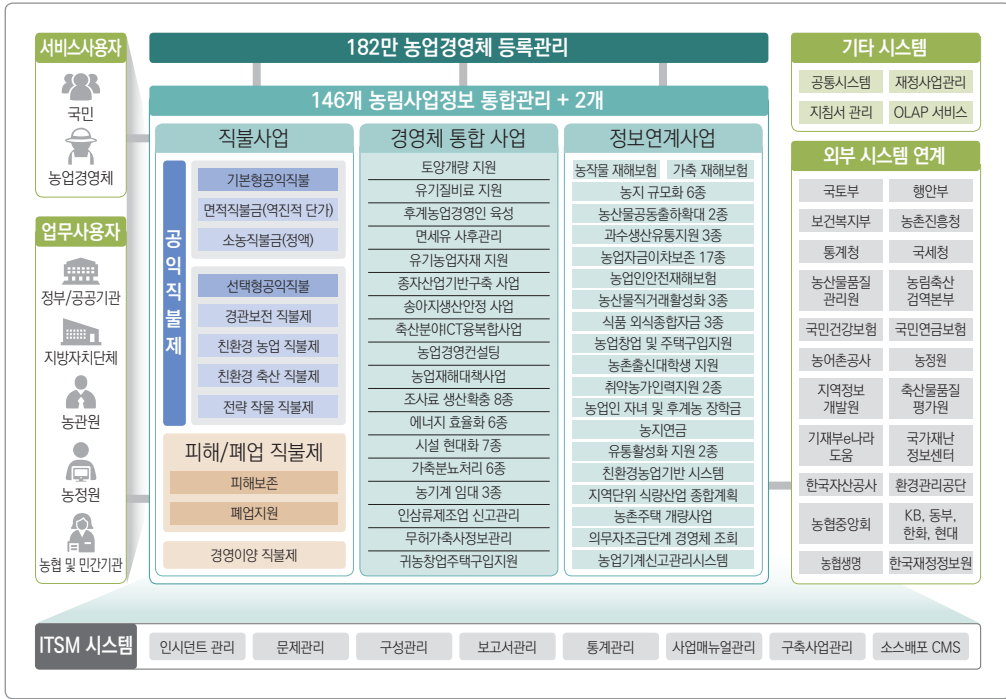 서비스사용자
국민
농업경영체
업무사용자
정부/공공기관
지방자치단체
농관원
농정원
농협 및 민간기관
182만 농업경영체 등록관리
146개 농림사업정보 통합관리 + 2개
직불사업
공익직불제
기본형공익직불
면적직불금(역진적 단가)
소농직불금(정액)
선택형공익직불
경관보전 직불제
친환경 농업 직불제
친환경 축산 직불제
전략 작물 직불제
피해/폐업 직불제
피해보존
폐업지원
경영이양 직불제
경영체 통합 사업
토양개량 지원
유기질비료 지원
후계농업경영인 육성
면세유 사후관리
유기농업자재 지원
종자산업기반구축 사업
송아지생산안정 사업
축산분야ICT융복합사업
농업경영컨설팅
농업재해대책사업
조사료 생산확충 8종
에너지 효율화 6종
시설 현대화 7종
가축분뇨처리 6종
농기계 임대 3종
인삼류제조업 신고관리
무허가축사정보관리
귀농창업주택구입지원
정보연계사업
농작물 재해보험 가축 재해보험
농지 규모화 6종
농산물공동출하확대 2종
과수생산유통지원 3종
농업자금이차보존 17종
농업인안전재해보험
농산물직거래활성화 3종
식품 외식종합자금 3종
농업창업 및 주택구입지원
농촌출신대학생 지원
취약농가인력지원 2종
농업인 자녀 및 후계농 장학금
농지연금
유통활성화 지원 2종
친환경농업기반 시스템
지역단위 식량산업 종합계획
농촌주택 개량사업
의무자조금단계 경영체 조회
농업기계신고관리시스템
기타 시스템
공통시스템 재정사업관리
지침서 관리 OLAP 서비스
외부 시스템 연계
국토부 행안부
보건복지부 농촌진흥청
통계청 국세청
농산물품질
관리원
농림축산
검역본부
국민건강보험 국민연금보험
농어촌공사 농정원
지역정보
개발원
축산물품질
평가원
기재부e나라
도움
국가재난
정보센터
한국자산공사 환경관리공단
농협중앙회
KB, 동부,
한화, 현대
농협생명 한국재정정보원
ITSM 시스템
인시던트 관리 문제관리 구성관리 보고서관리 통계관리 사업매뉴얼관리 구축사업관리 소스배포 CMS